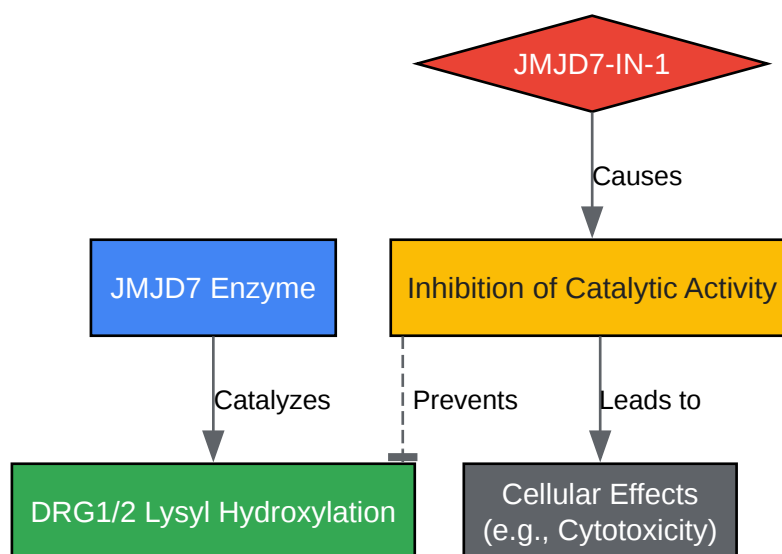 JMJD7-IN-1
Causes
JMJD7 Enzyme
Inhibition of Catalytic Activity
Catalyzes
Prevents
Leads to
DRG1/2 Lysyl Hydroxylation
Cellular Effects
(e.g., Cytotoxicity)